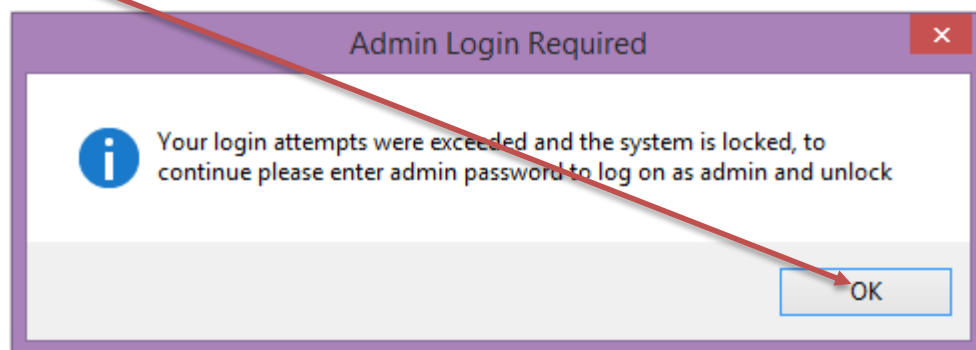 Admin Login Required
Your login attempts were exceeded and the system is locked, to
continue please enter admin password to log on as admin and unlock
OK